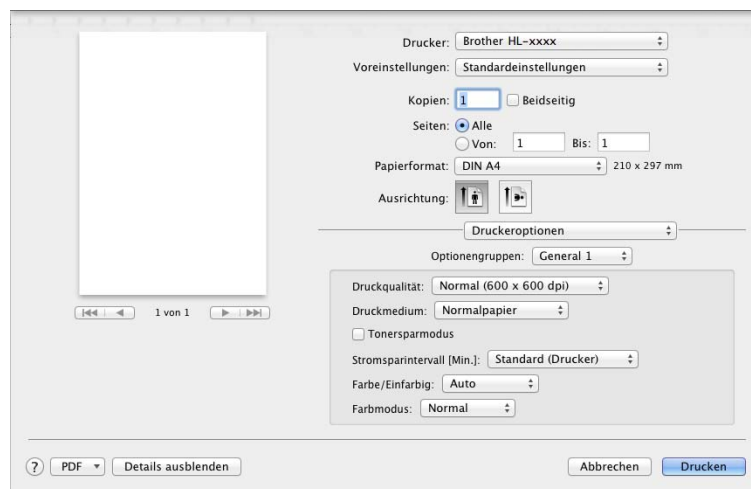 Drucker: Brother HL-xxxx
Voreinstellungen: Standardeinstellungen
Kopien: 1 Beidseitig
Seiten: Alle
Von: 1 Bis: 1
Papierformat: DIN A4 210 x 297 mm
Ausrichtung:
Druckeroptionen
Optionengruppen: General 1
Druckqualität: Normal (600 x 600 dpi)
1 von 1
Druckmedium: Normalpapier
Tonersparmodus
Stromsparintervall [Min.]: Standard (Drucker)
Farbe/Einfarbig: Auto
Farbmodus: Normal
? PDF Details ausblenden Abbrechen Drucken